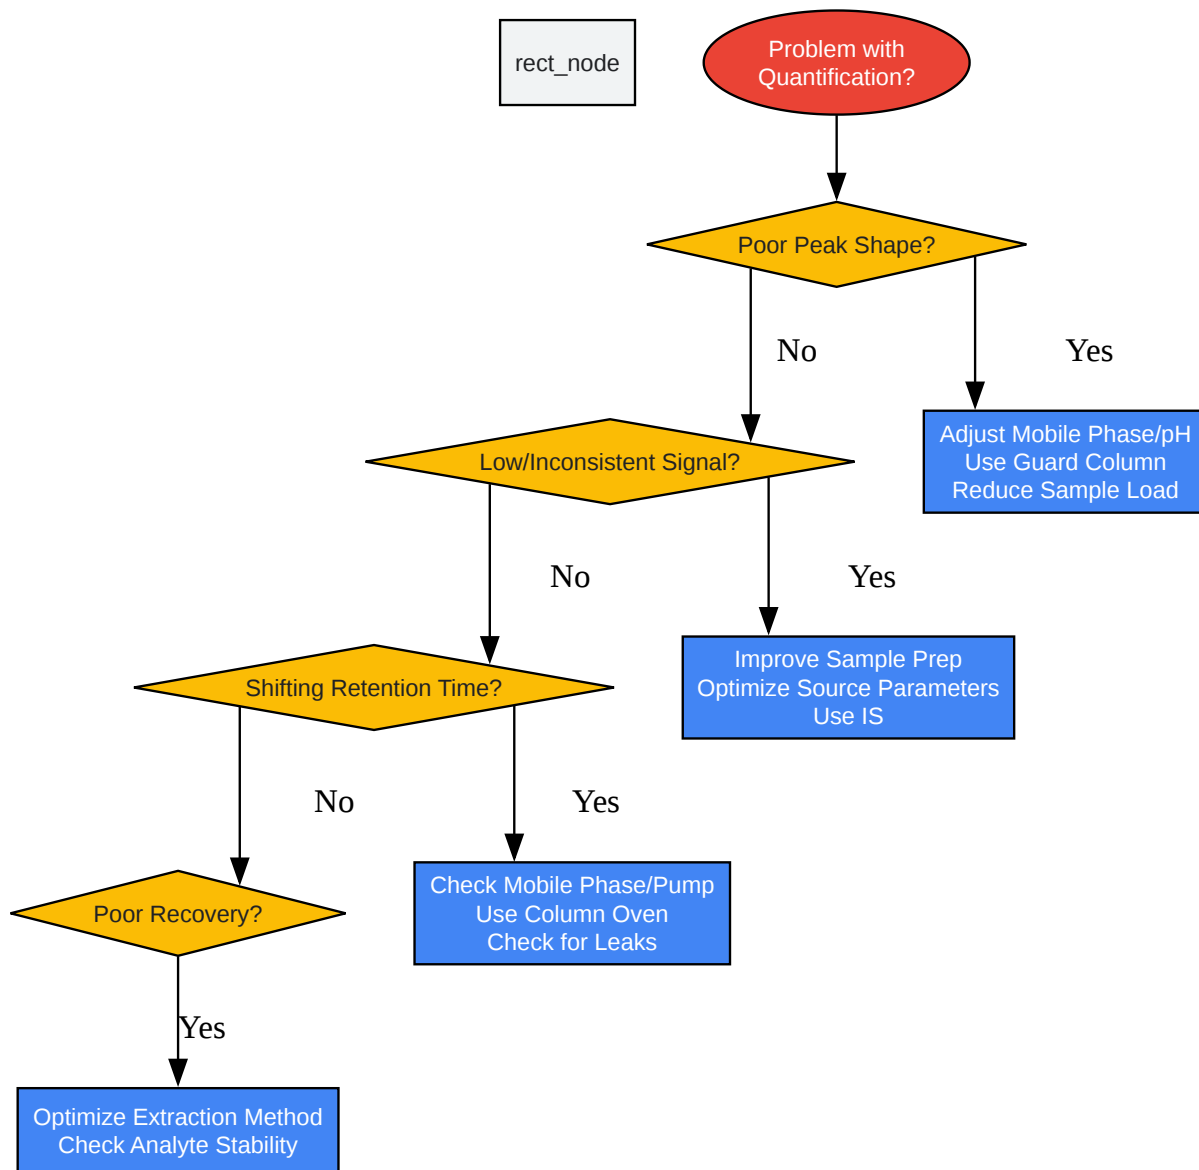 rect_node
Problem with
Quantification?
Poor Peak Shape?
No
Yes
Adjust Mobile Phase/pH
Use Guard Column
Reduce Sample Load
Low/Inconsistent Signal?
No
Yes
Improve Sample Prep
Optimize Source Parameters
Use IS
Shifting Retention Time?
No
Yes
Check Mobile Phase/Pump
Use Column Oven
Check for Leaks
Poor Recovery?
Yes
Optimize Extraction Method
Check Analyte Stability